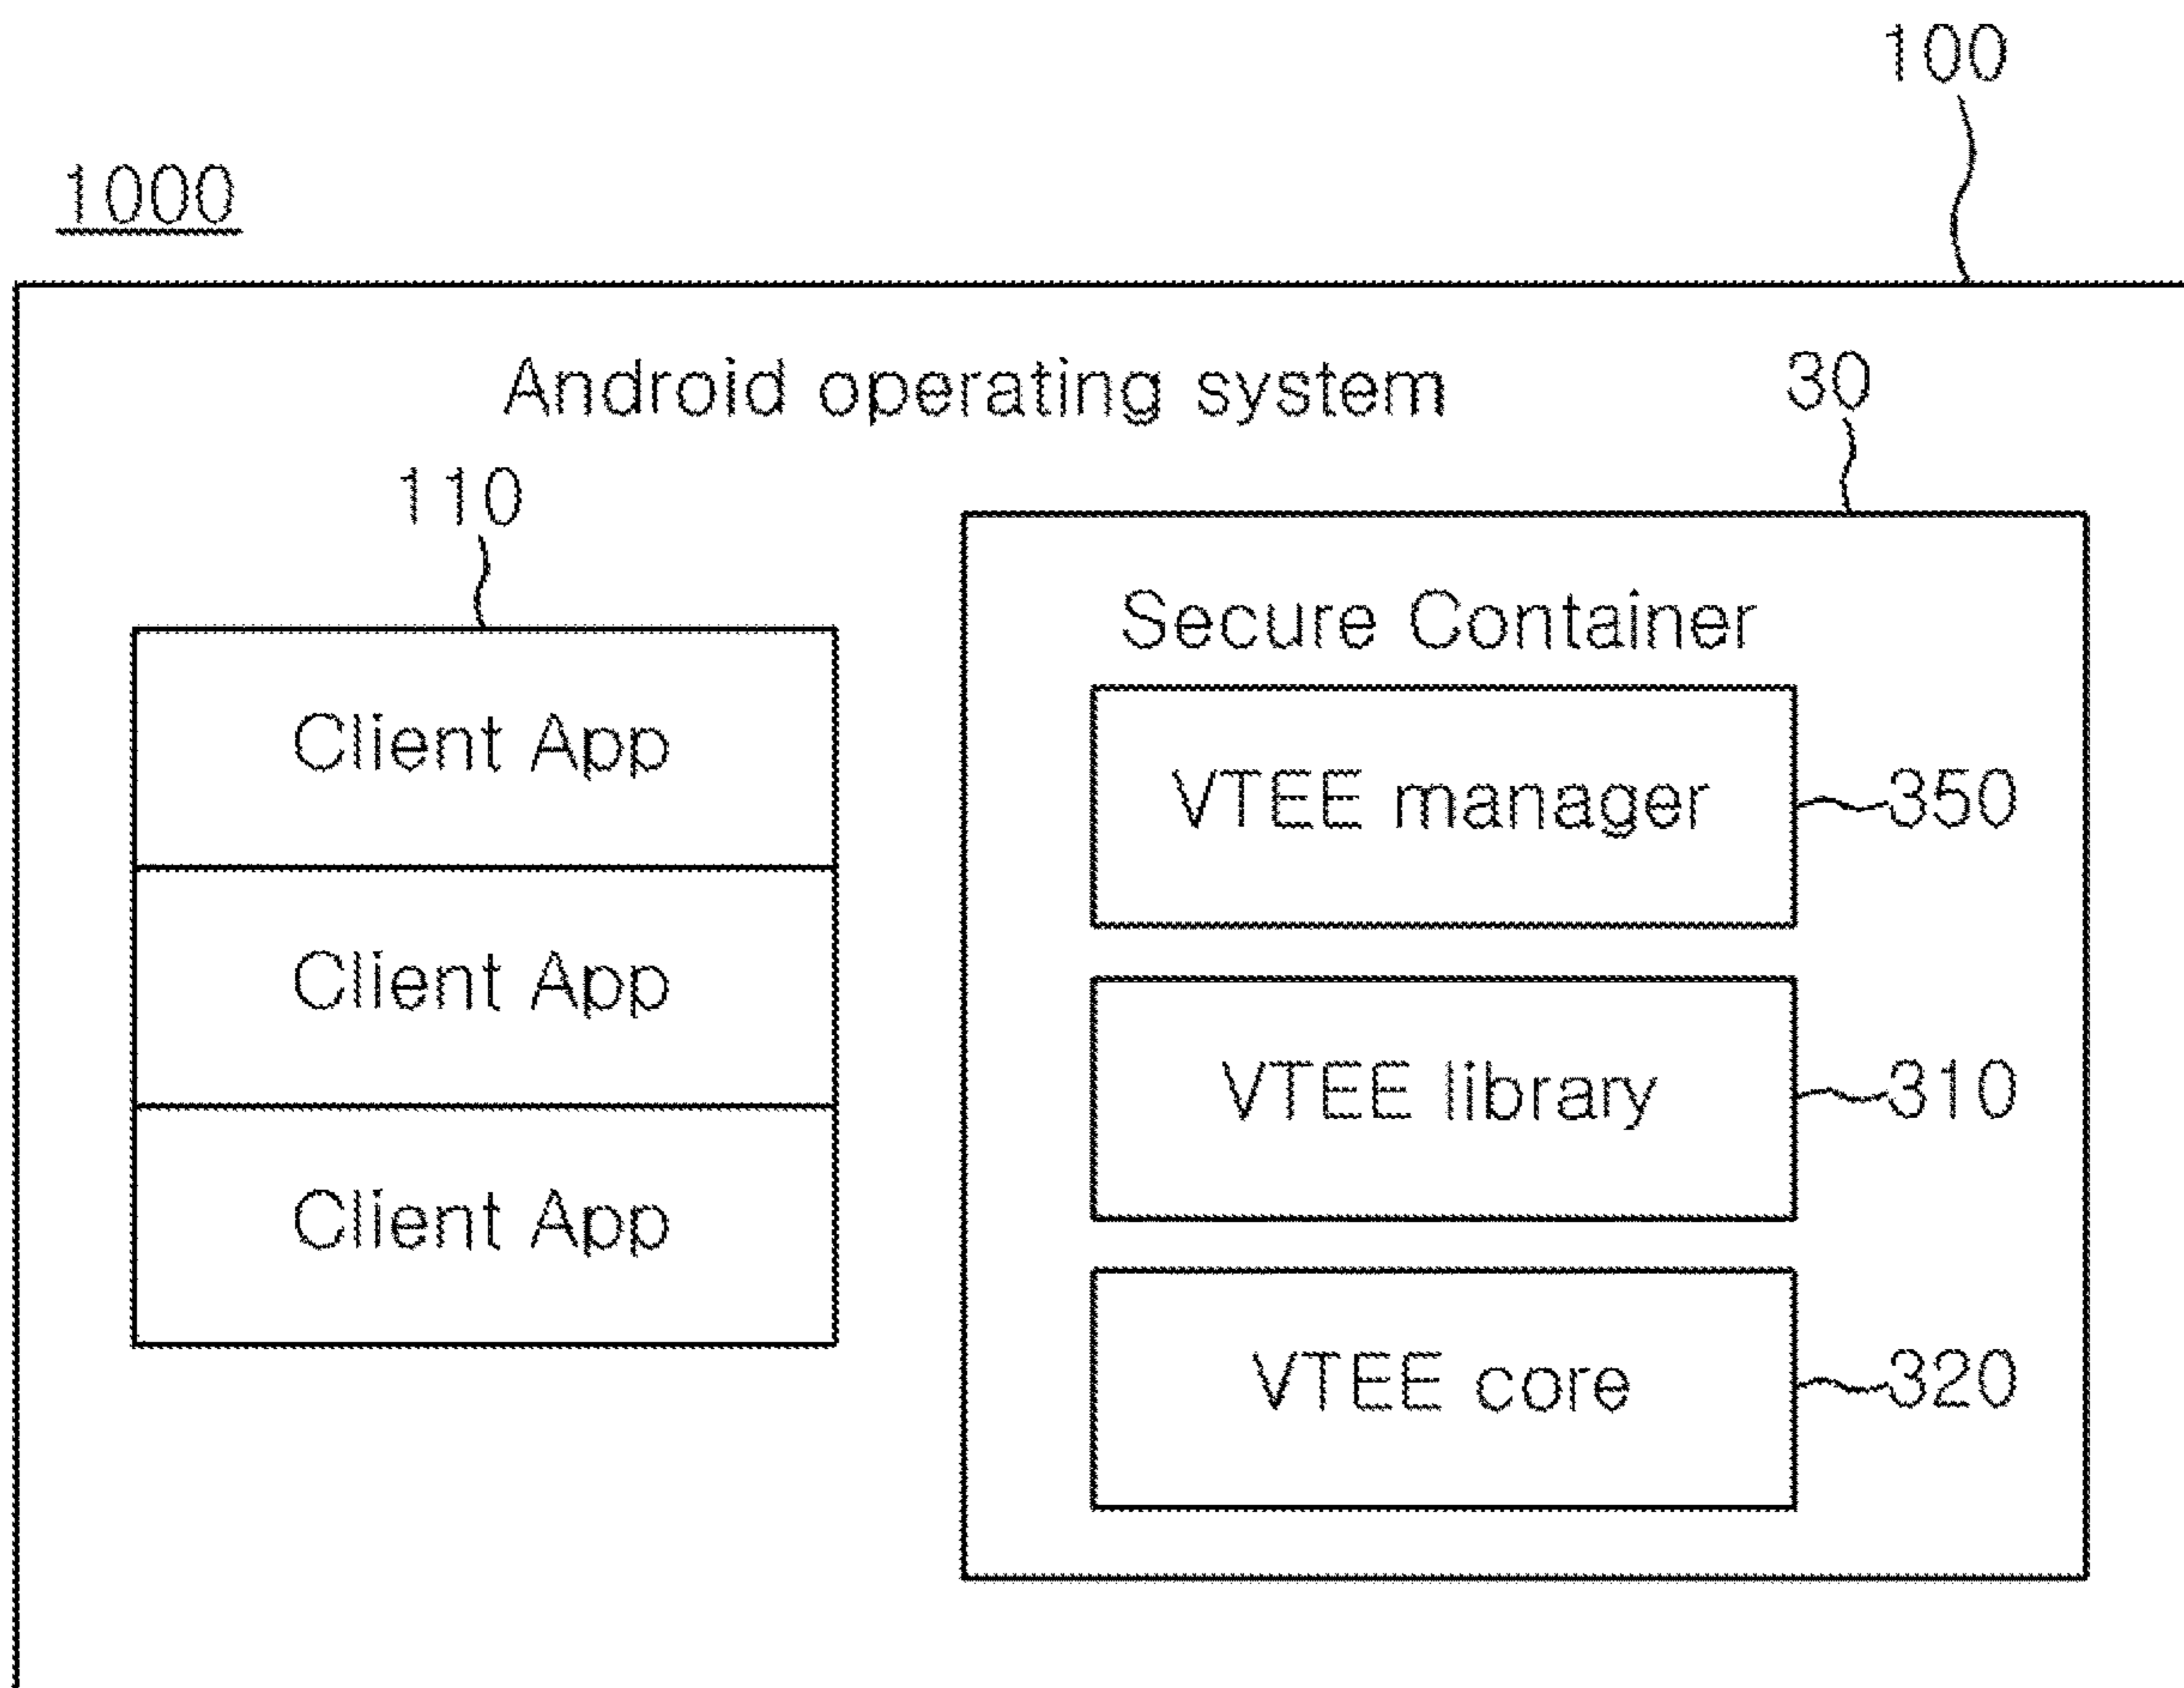 100
1000
Android operating system
30
110
Secure Container
Client App
VTEE manager
350
Client App
VTEE library
310
Client App
VTEE core
320